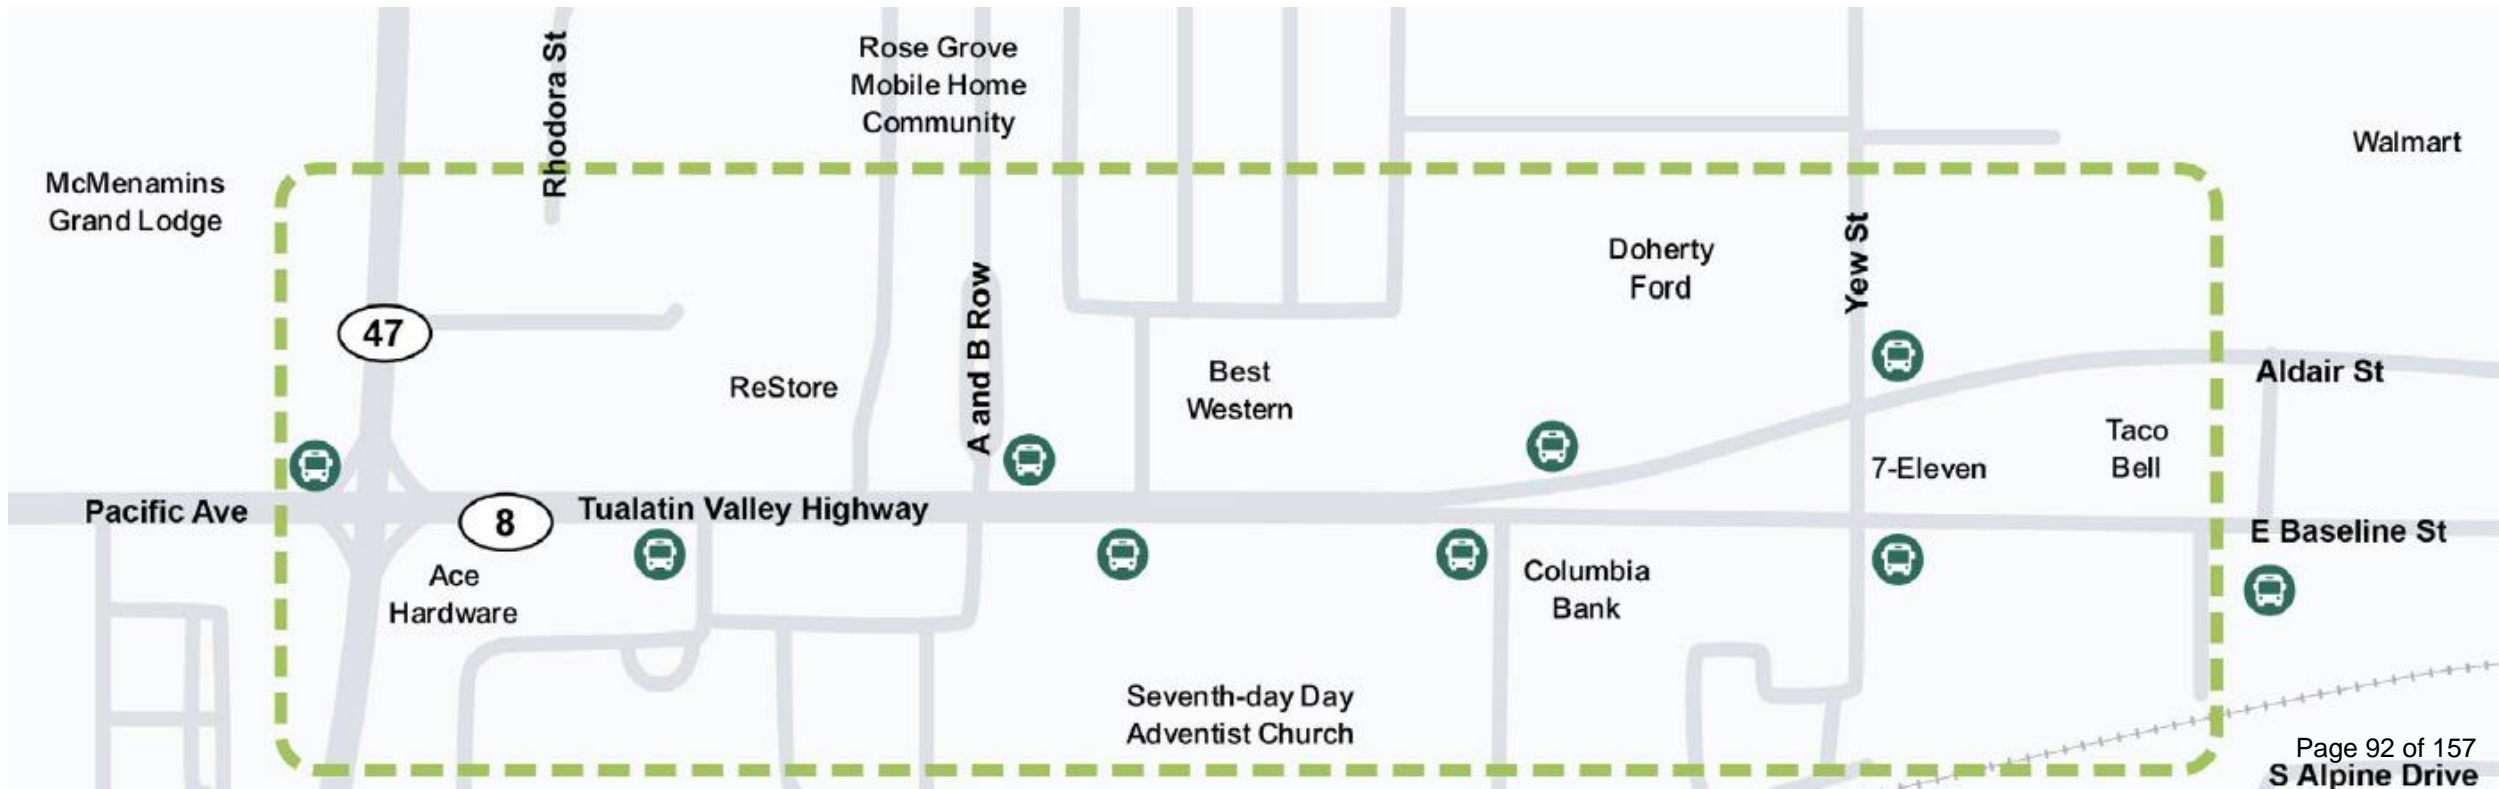 Rhodora St
Rose Grove
Mobile Home
Community
Walmart
McMenamins
Grand Lodge
Doherty
Ford
Yew St
47
A and B Row
ReStore
Best
Western
Aldair St
Taco
Bell
7-Eleven
Pacific Ave
8
Tualatin Valley Highway
E Baseline St
Ace
Hardware
Columbia
Bank
Seventh-day Day
Adventist Church
Page 92 of 157
S Alpine Drive